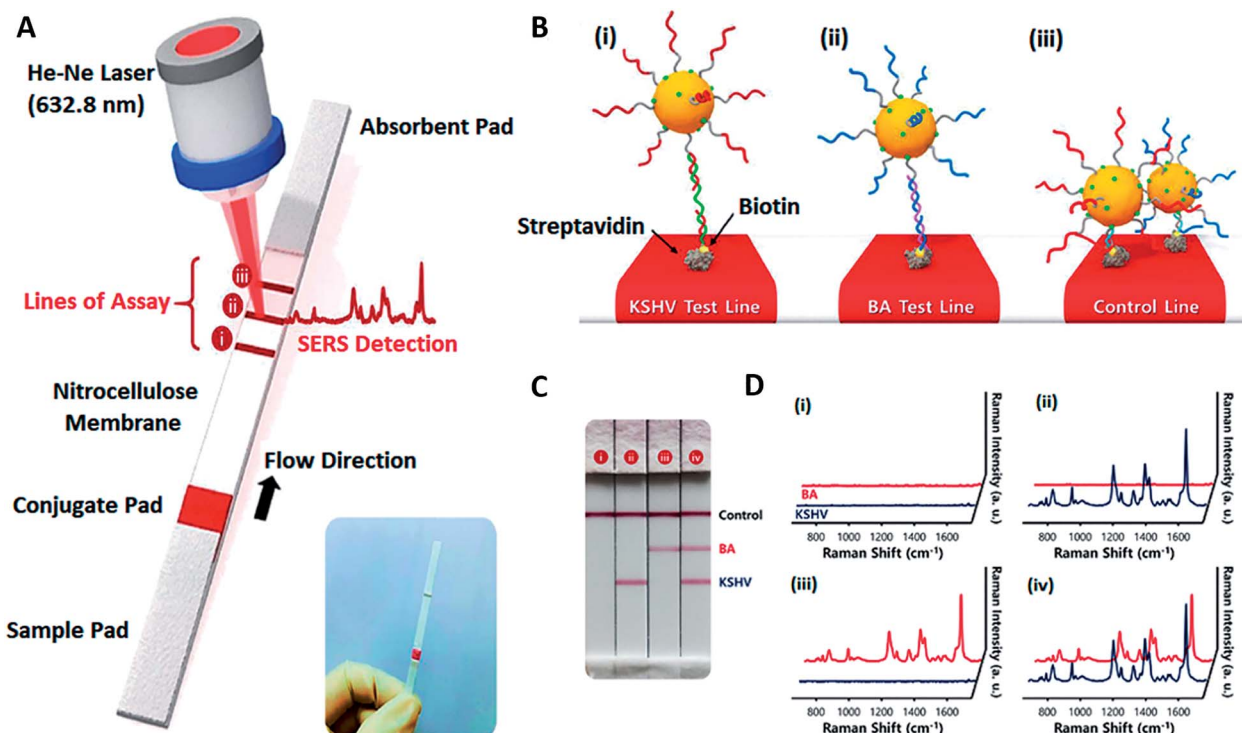 A
He-Ne Laser
(632.8 nm)
Absorbent Pad
Lines of Assay
iii
ii
i
SERS Detection
Nitrocellulose
Membrane
Flow Direction
Conjugate Pad
Sample Pad
B
(i)
(ii)
(iii)
Streptavidin
Biotin
KSHV Test Line
BA Test Line
Control Line
C
i
ii
iii
iv
Control
BA
KSHV
D
(i)
BA
KSHV
800 1000 1200 1400 1600
Raman Shift (cm-1)
Raman Intensity (a. u.)
Raman Intensity (a. u.)
(ii)
800 1000 1200 1400 1600
Raman Shift (cm-1)
Raman Intensity (a. u.)
Raman Intensity (a. u.)
(iii)
800 1000 1200 1400 1600
Raman Shift (cm-1)
Raman Intensity (a. u.)
(iv)
800 1000 1200 1400 1600
Raman Shift (cm-1)
Raman Intensity (a. u.)